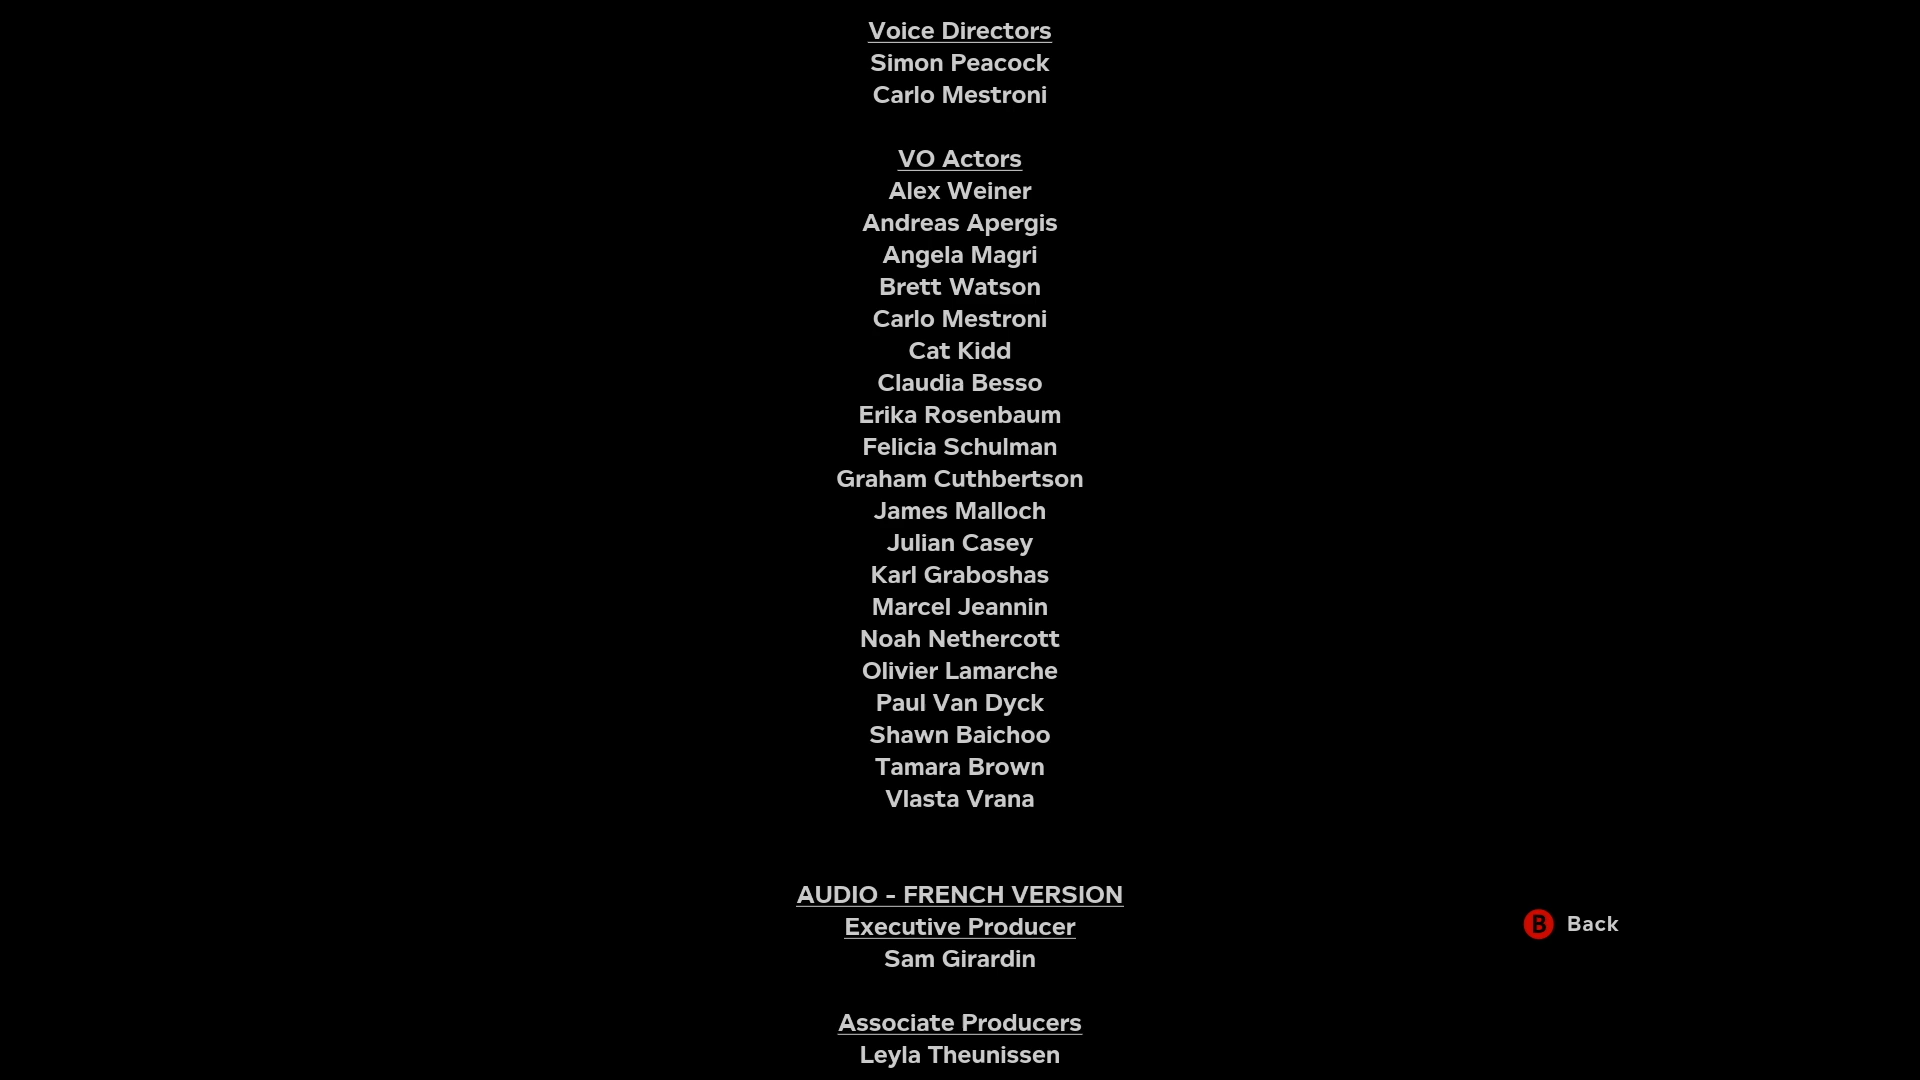 Voice Directors
Simon Peacock
Carlo Mestroni
VO Actors
Alex Weiner
Andreas Apergis
Angela Magri
Brett Watson
Carlo Mestroni
Cat Kidd
Claudia Besso
Erika Rosenbaum
Felicia Schulman
Graham Cuthbertson
James Malloch
Julian Casey
Karl Graboshas
Marcel Jeannin
Noah Nethercott
Olivier Lamarche
Paul Van Dyck
Shawn Baichoo
Tamara Brown
Vlasta Vrana
AUDIO - FRENCH VERSION
Executive Producer
B Back
Sam Girardin
Associate Producers
Leyla Theunissen